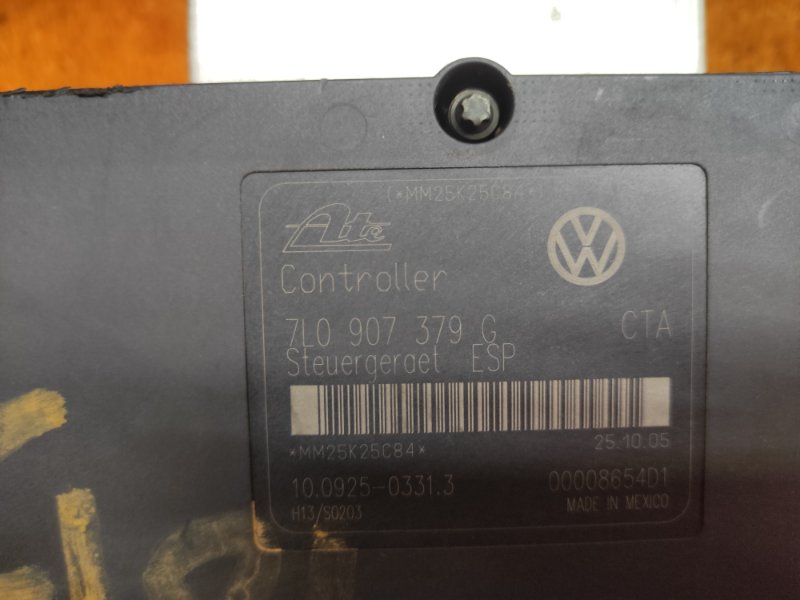 (*MM25K25C84*
Ate
Controller
7L0 907 379 G CTA
Steuergeraet ESP
25.10.05
*MM25K25C84*
10.0925-0331.3 00008654D1
H13/S0203 MADE IN MEXICO